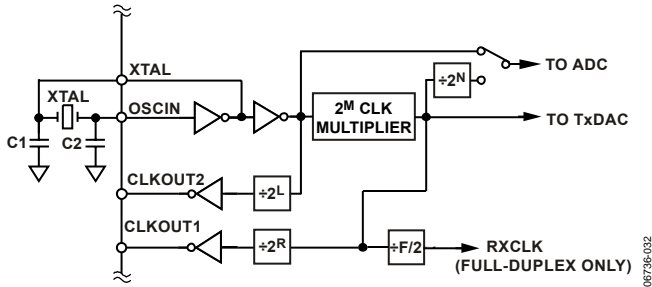 XTAL
XTAL
OSCIN
C1
C2
2M CLK
MULTIPLIER
÷2N
TO ADC
TO TxDAC
CLKOUT2
÷2L
CLKOUT1
÷2R
÷F/2
RXCLK
(FULL-DUPLEX ONLY)
06736-032